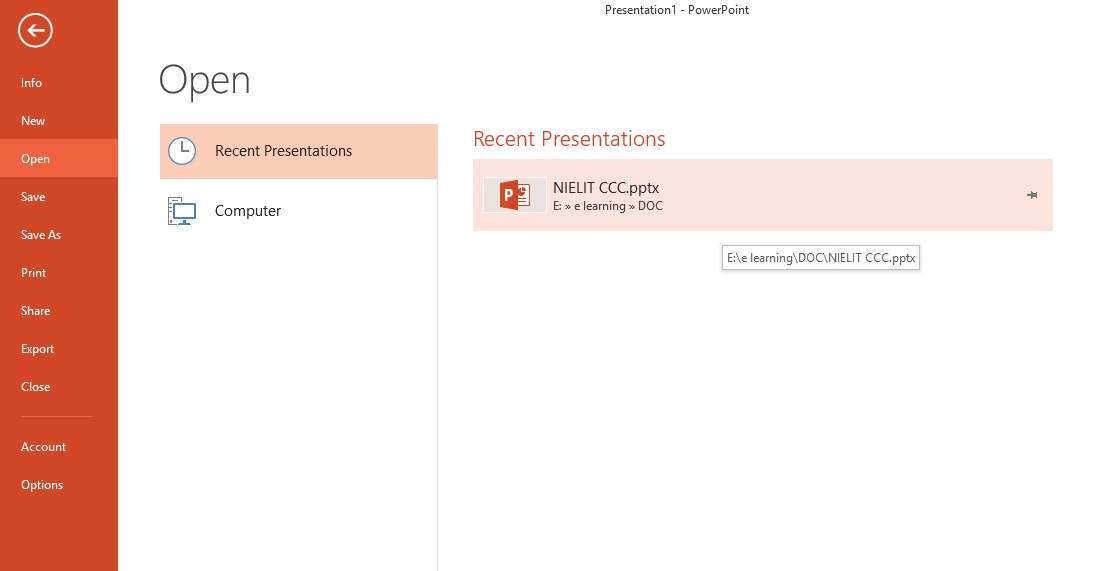 Presentation1 - PowerPoint
Info
New
Open
Save
Save As
Print
Share
Export
Close
Account
Options
Open
Recent Presentations
Computer
Recent Presentations
P
NIELIT CCC.pptx
E: » e learning » DOC
E:\e learning\DOC\NIELIT CCC.pptx